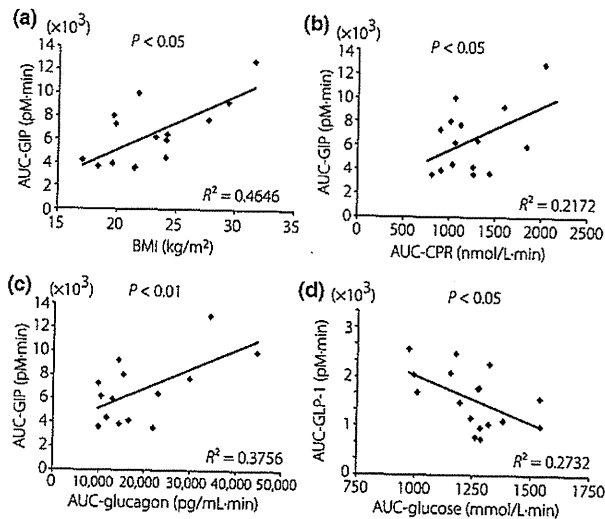 (a) (×10³)
P < 0.05
14
12
10
8
6
4
2
0
AUC-GIP (pM·min)
R² = 0.4646
15 20 25 30 35
BMI (kg/m²)
(b) (×10³)
P < 0.05
14
12
10
8
6
4
2
0
AUC-GIP (pM·min)
R² = 0.2172
0 500 1000 1500 2000 2500
AUC-CPR (nmol/L·min)
(c) (×10³)
P < 0.01
14
12
10
8
6
4
2
0
AUC-GIP (pM·min)
R² = 0.3756
0 10,000 20,000 30,000 40,000 50,000
AUC-glucagon (pg/mL·min)
(d) (×10³)
P < 0.05
3
2
1
0
AUC-GLP-1 (pM·min)
R² = 0.2732
750 1000 1250 1500 1750
AUC-glucose (mmol/L·min)